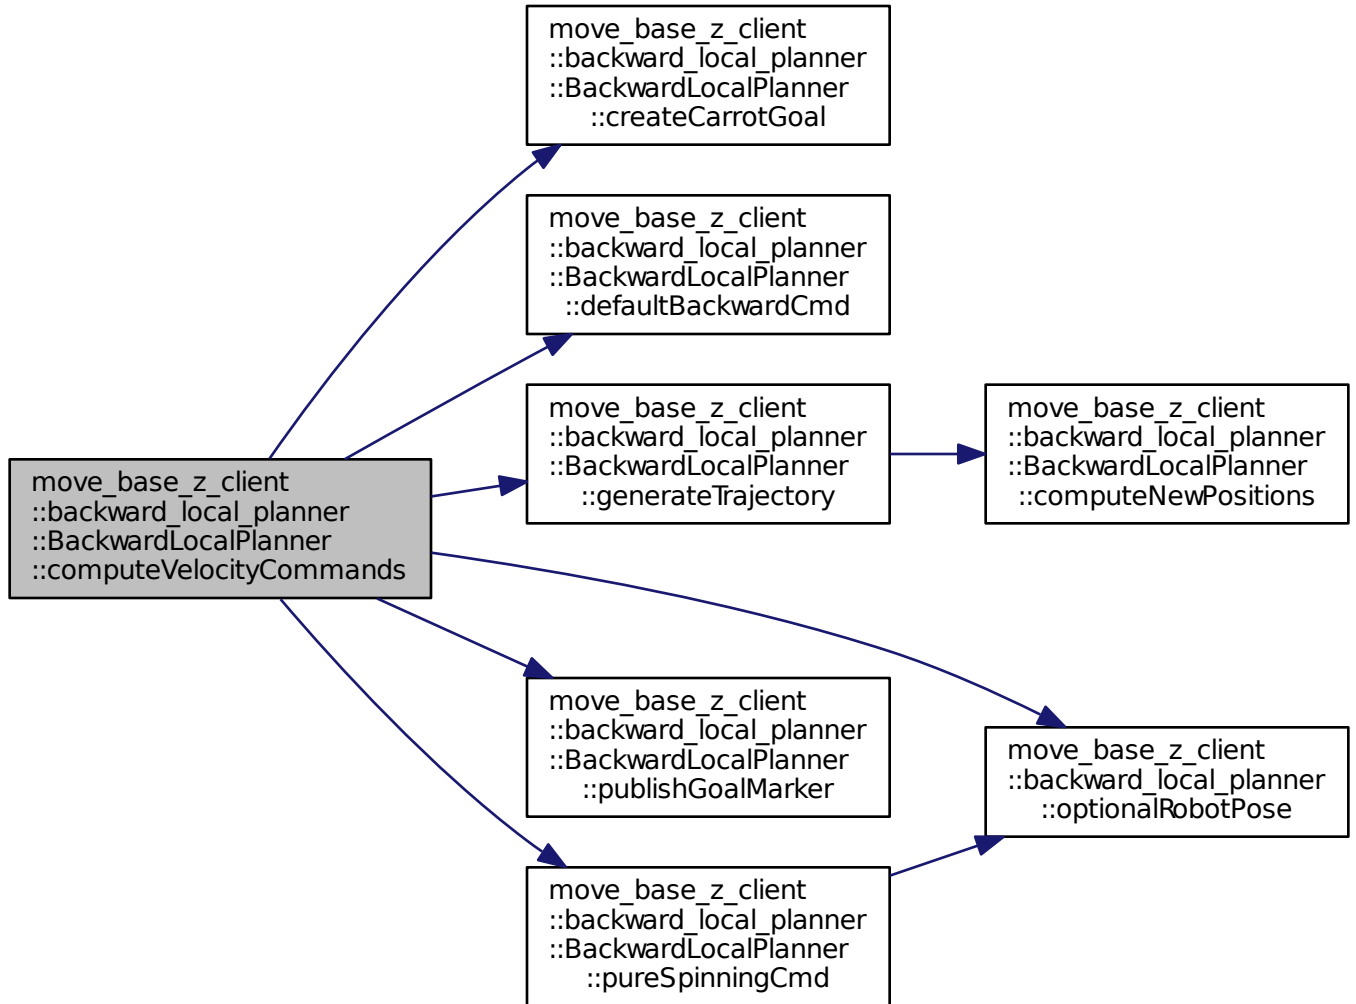 move_base_z_client
::backward_local_planner
::BackwardLocalPlanner
::createCarrotGoal
move_base_z_client
::backward_local_planner
::BackwardLocalPlanner
::defaultBackwardCmd
move_base_z_client
::backward_local_planner
::BackwardLocalPlanner
::generateTrajectory
move_base_z_client
::backward_local_planner
::BackwardLocalPlanner
::computeNewPositions
move_base_z_client
::backward_local_planner
::BackwardLocalPlanner
::computeVelocityCommands
move_base_z_client
::backward_local_planner
::BackwardLocalPlanner
::publishGoalMarker
move_base_z_client
::backward_local_planner
::optionalRobotPose
move_base_z_client
::backward_local_planner
::BackwardLocalPlanner
::pureSpinningCmd